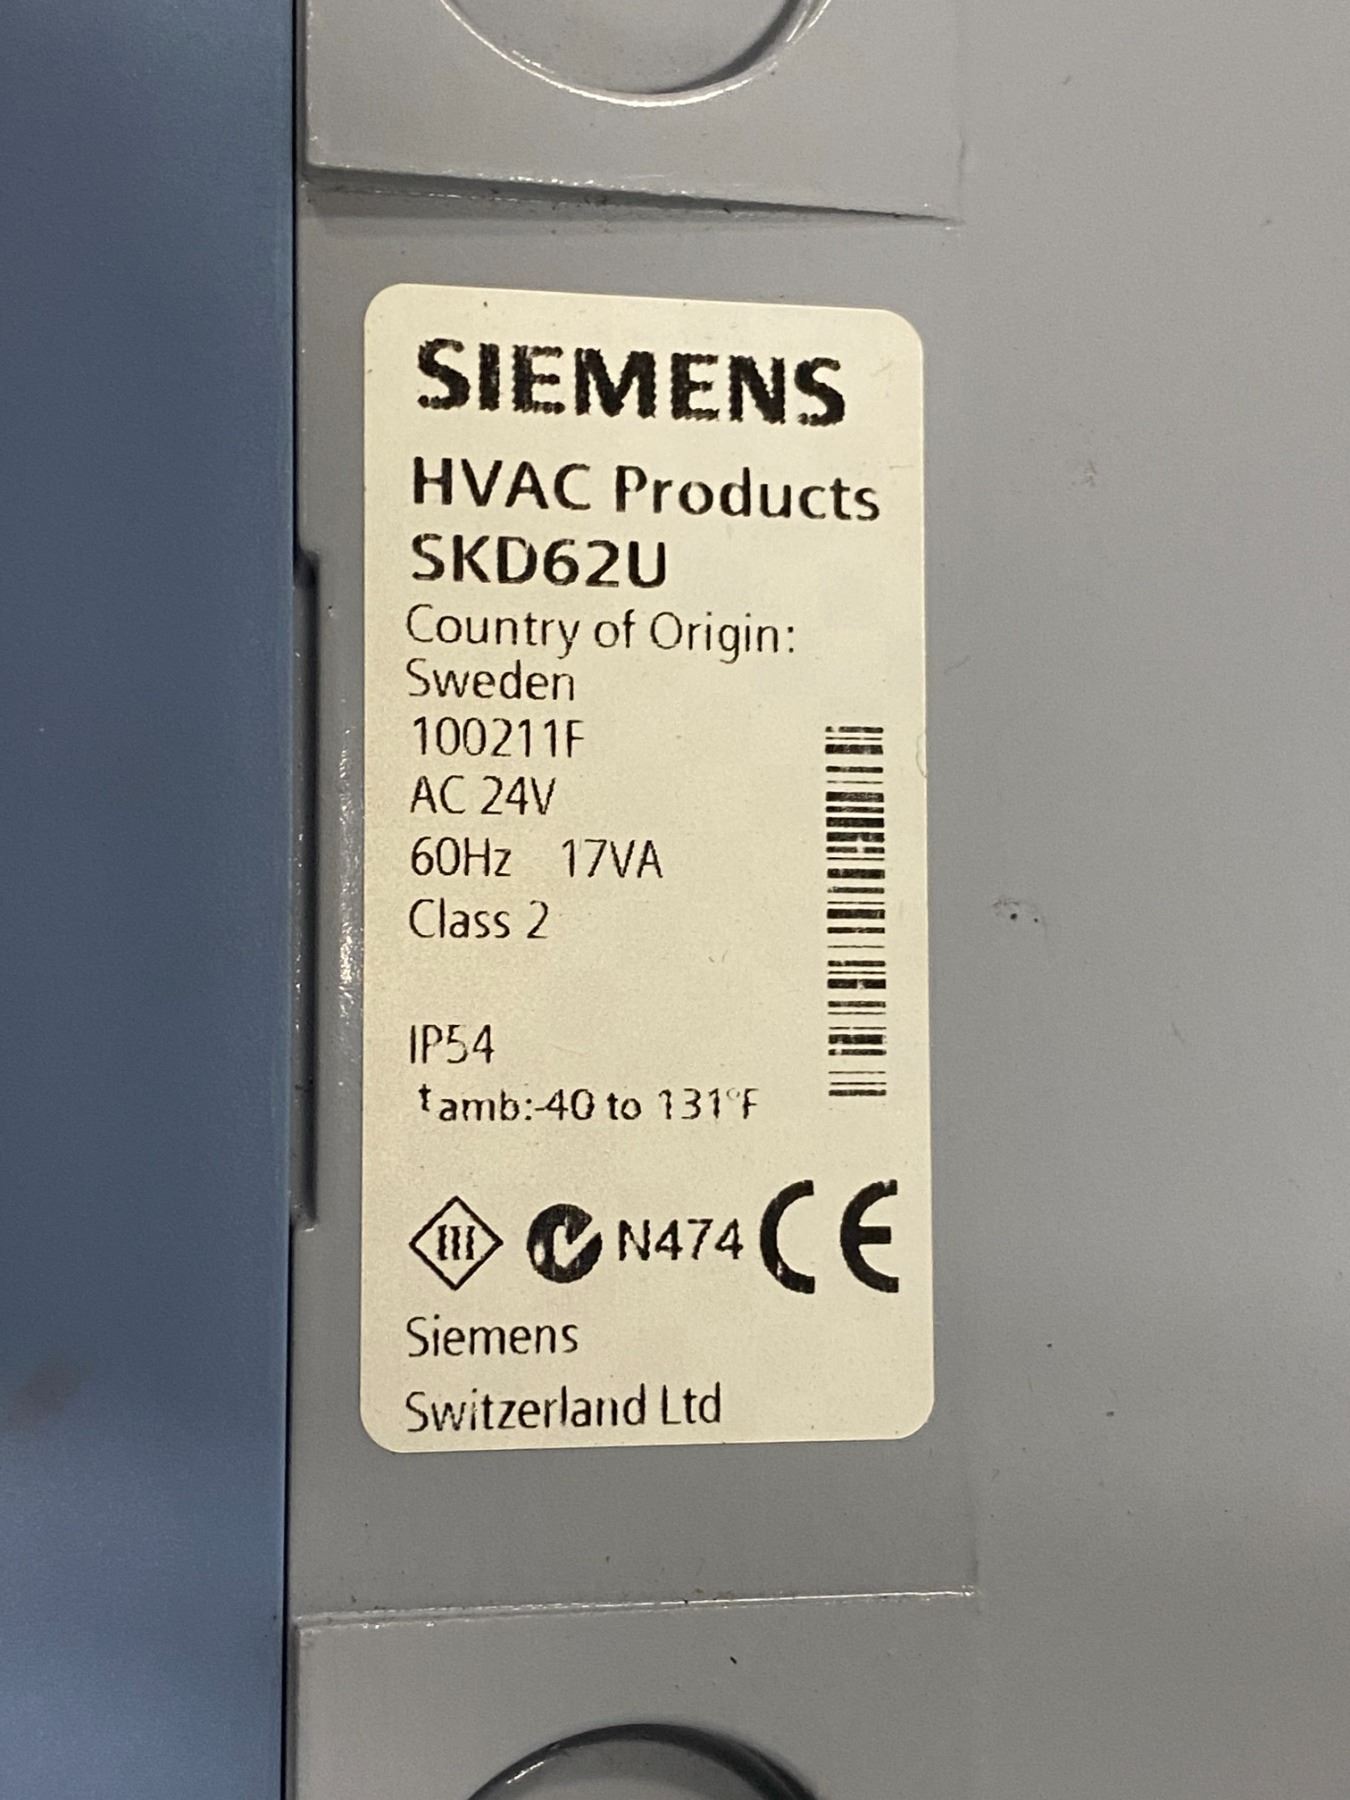 SIEMENS
HVAC Products
SKD62U
Country of Origin:
Sweden
100211F
AC 24V
60Hz 17VA
Class 2
IP54
tamb:-40 to 131°F
III N474 CE
Siemens
Switzerland Ltd